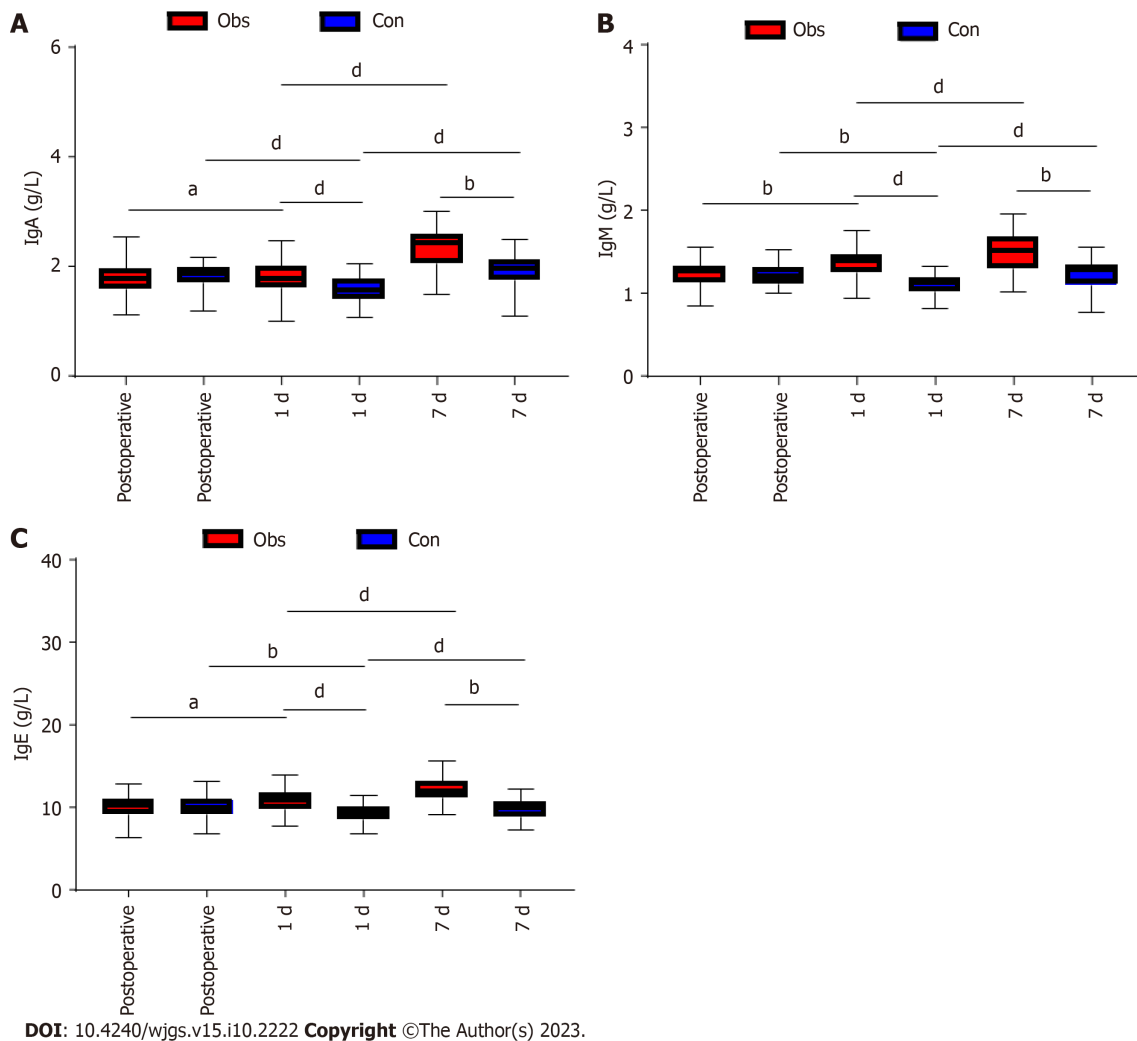 A
Obs
Con
IgA (g/L)
6
4
2
0
d
d
d
a
d
b
Postoperative
Postoperative
1 d
1 d
7 d
7 d
B
Obs
Con
IgM (g/L)
4
3
2
1
0
d
b
d
b
d
b
Postoperative
Postoperative
1 d
1 d
7 d
7 d
C
Obs
Con
IgE (g/L)
40
30
20
10
0
d
b
d
a
d
b
Postoperative
Postoperative
1 d
1 d
7 d
7 d
DOI: 10.4240/wjgs.v15.i10.2222 Copyright ©The Author(s) 2023.